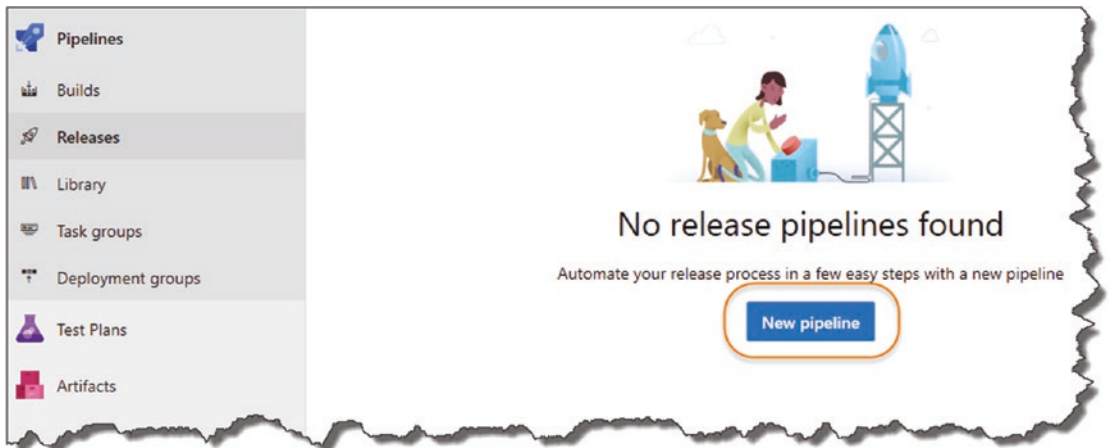 Pipelines
Builds
Releases
Library
Task groups
Deployment groups
Test Plans
Artifacts
No release pipelines found
Automate your release process in a few easy steps with a new pipeline
New pipeline